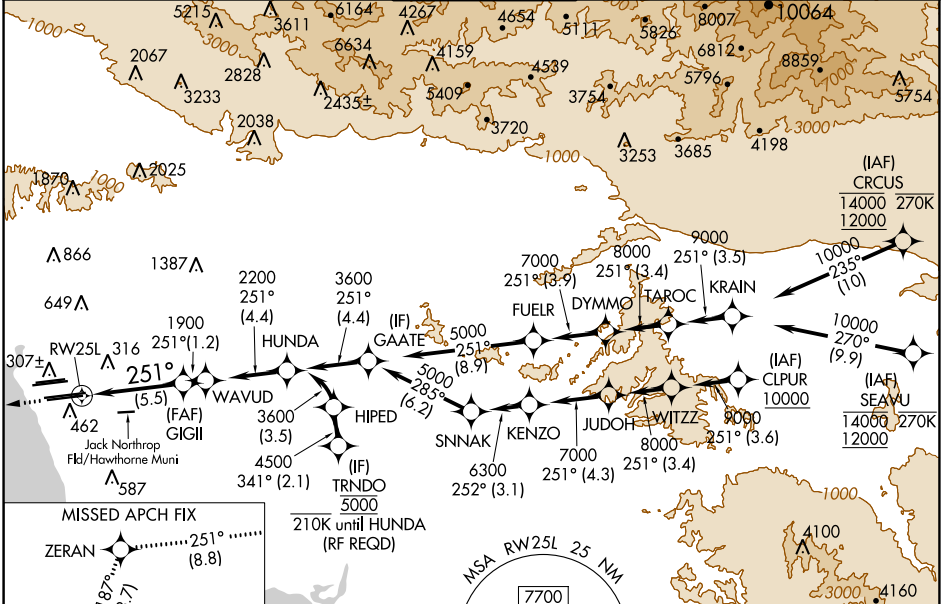 5215
3611
6164
4267
4654
5111
5826
8007
10064
1000
3000
2067
2828
6634
4159
4539
6812
8859
7000
3233
2435±
5409
3754
5796
5754
2038
3720
3253
3685
4198
3000
1000
1870
1000
2025
(IAF)
CRCUS
14000 270K
12000
866
1387
649
307±
RW25L
316
462
587
Jack Northrop
Fld/Hawthorne Muni
251°
(5.5)
(FAF)
GIGII
1900
251°(1.2)
WAVUD
2200
251°
(4.4)
HUNDA
3600
251°
(4.4)
(IF)
GAATE
5000
251°
(8.9)
FUELR
7000
251° (3.9)
DYMMO
8000
251° (3.4)
TAROC
9000
251° (3.5)
KRAIN
10000
235°
(10)
10000
270°
(9.9)
(IAF)
SEAVU
14000 270K
12000
5000
285°
(6.2)
SNNAK
6300
252° (3.1)
KENZO
7000
251° (4.3)
JUDOH
8000
251° (3.4)
WJTZZ
9000
251° (3.6)
(IAF)
CLPUR
10000
3600
(3.5)
HIPED
4500
341° (2.1)
(IF)
TRNDO
5000
210K until HUNDA
(RF REQD)
MISSED APCH FIX
ZERAN
251°
(8.8)
MSA RW25L 25 NM
7700
1000
4100
3000
4160